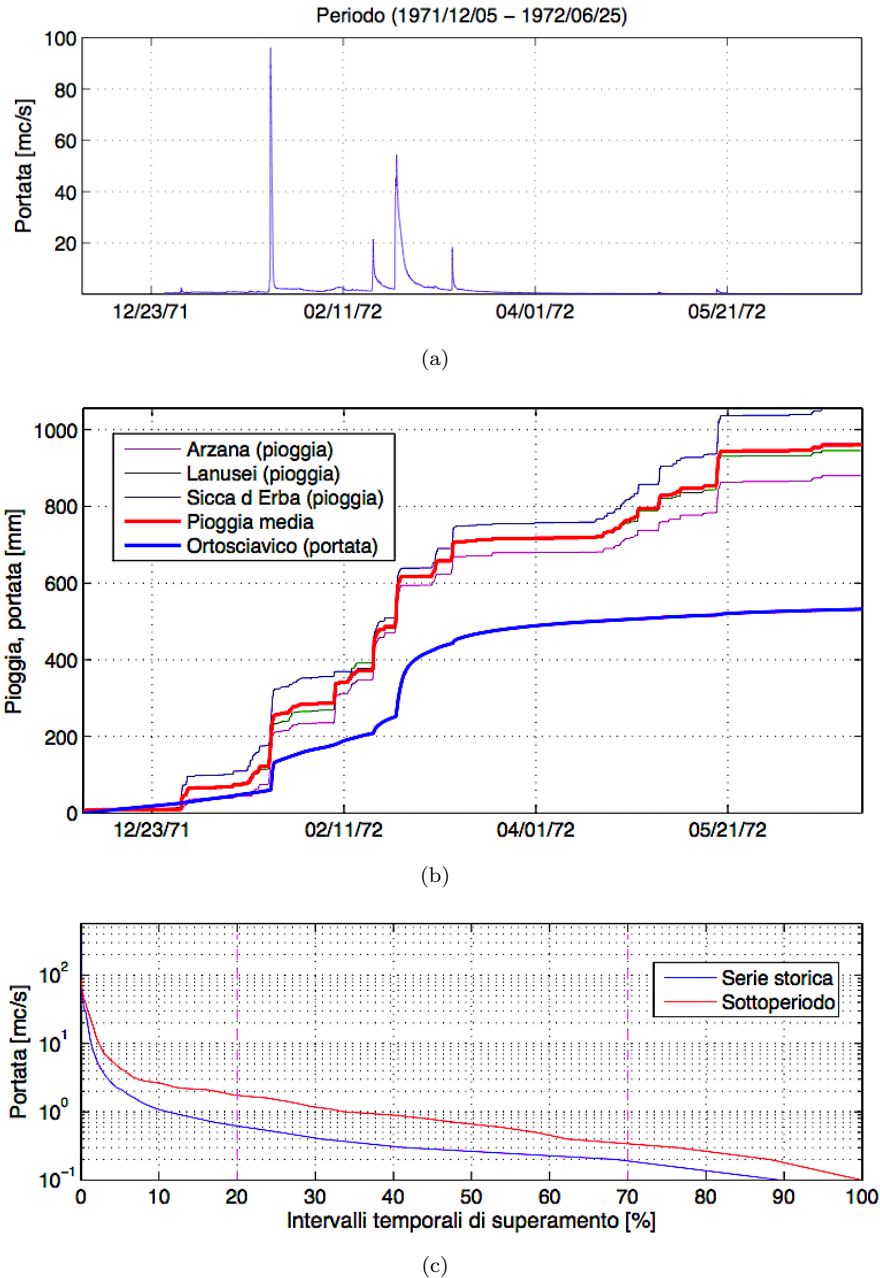 Periodo (1971/12/05 − 1972/06/25)
Portata [mc/s]
100
80
60
40
20
12/23/71 02/11/72 04/01/72 05/21/72
(a)
Pioggia, portata [mm]
1000
800
600
400
200
0
Arzana (pioggia)
Lanusei (pioggia)
Sicca d Erba (pioggia)
Pioggia media
Ortosciavico (portata)
12/23/71 02/11/72 04/01/72 05/21/72
(b)
Portata [mc/s]
10^2
10^1
10^0
10^−1
Serie storica
Sottoperiodo
0 10 20 30 40 50 60 70 80 90 100
Intervalli temporali di superamento [%]
(c)